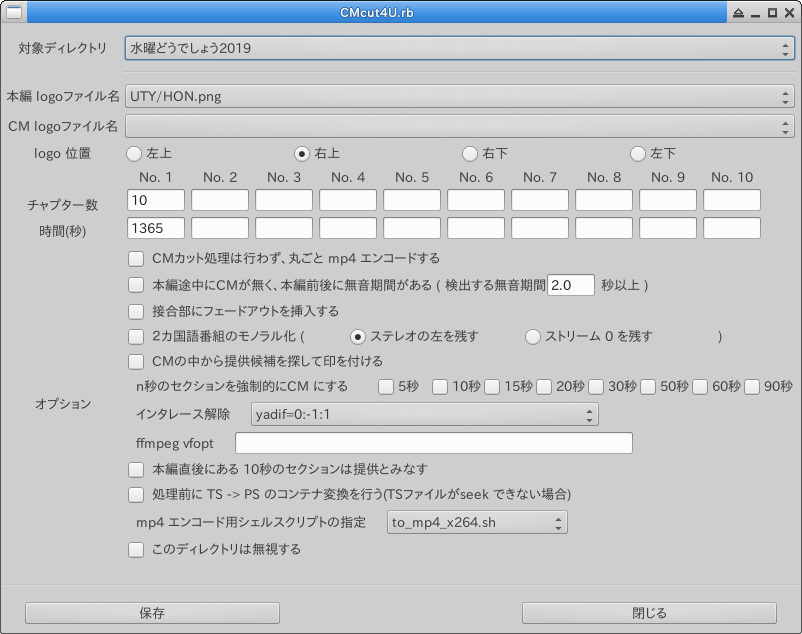 CMcut4U.rb
対象ディレクトリ 水曜どうでしょう2019
本編 logoファイル名 UTY/HON.png
CM logoファイル名
logo 位置 左上 右上 右下 左下
No. 1 No. 2 No. 3 No. 4 No. 5 No. 6 No. 7 No. 8 No. 9 No. 10
チャプター数 10
時間(秒) 1365
CMカット処理は行わず、丸ごと mp4 エンコードする
本編途中にCMが無く、本編前後に無音期間がある ( 検出する無音期間 2.0 秒以上 )
接合部にフェードアウトを挿入する
2カ国語番組のモノラル化 ( ステレオの左を残す ストリーム 0 を残す )
CMの中から提供候補を探して印を付ける
n秒のセクションを強制的にCM にする 5秒 10秒 15秒 20秒 30秒 50秒 60秒 90秒
オプション
インタレース解除 yadif=0:-1:1
ffmpeg vfopt
本編直後にある 10秒のセクションは提供とみなす
処理前に TS -> PS のコンテナ変換を行う(TSファイルがseek できない場合)
mp4 エンコード用シェルスクリプトの指定 to_mp4_x264.sh
このディレクトリは無視する
保存 閉じる